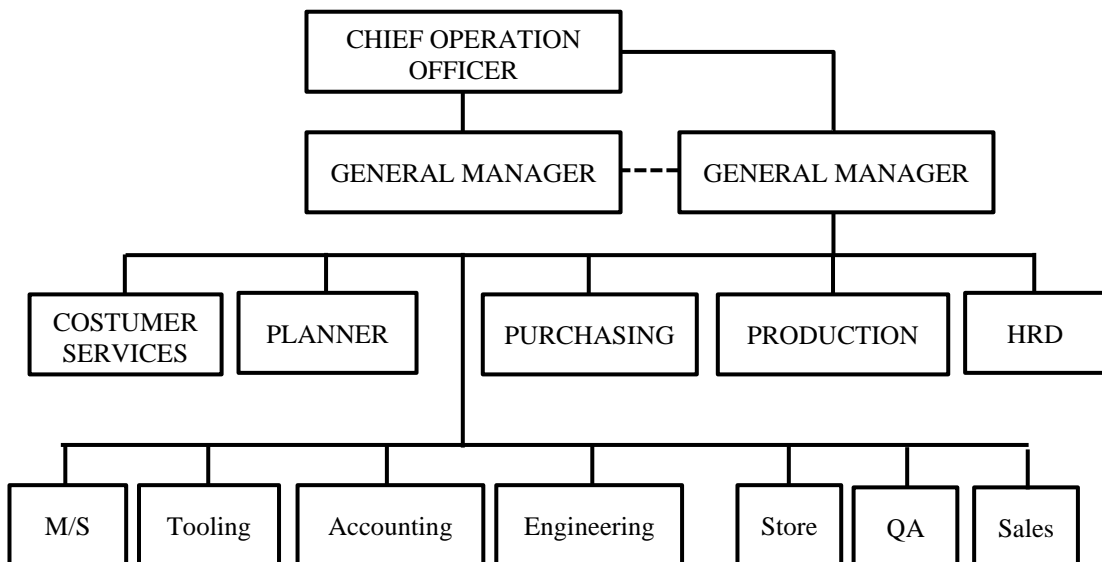 CHIEF OPERATION
OFFICER
GENERAL MANAGER
GENERAL MANAGER
COSTUMER
SERVICES
PLANNER
PURCHASING
PRODUCTION
HRD
M/S
Tooling
Accounting
Engineering
Store
QA
Sales